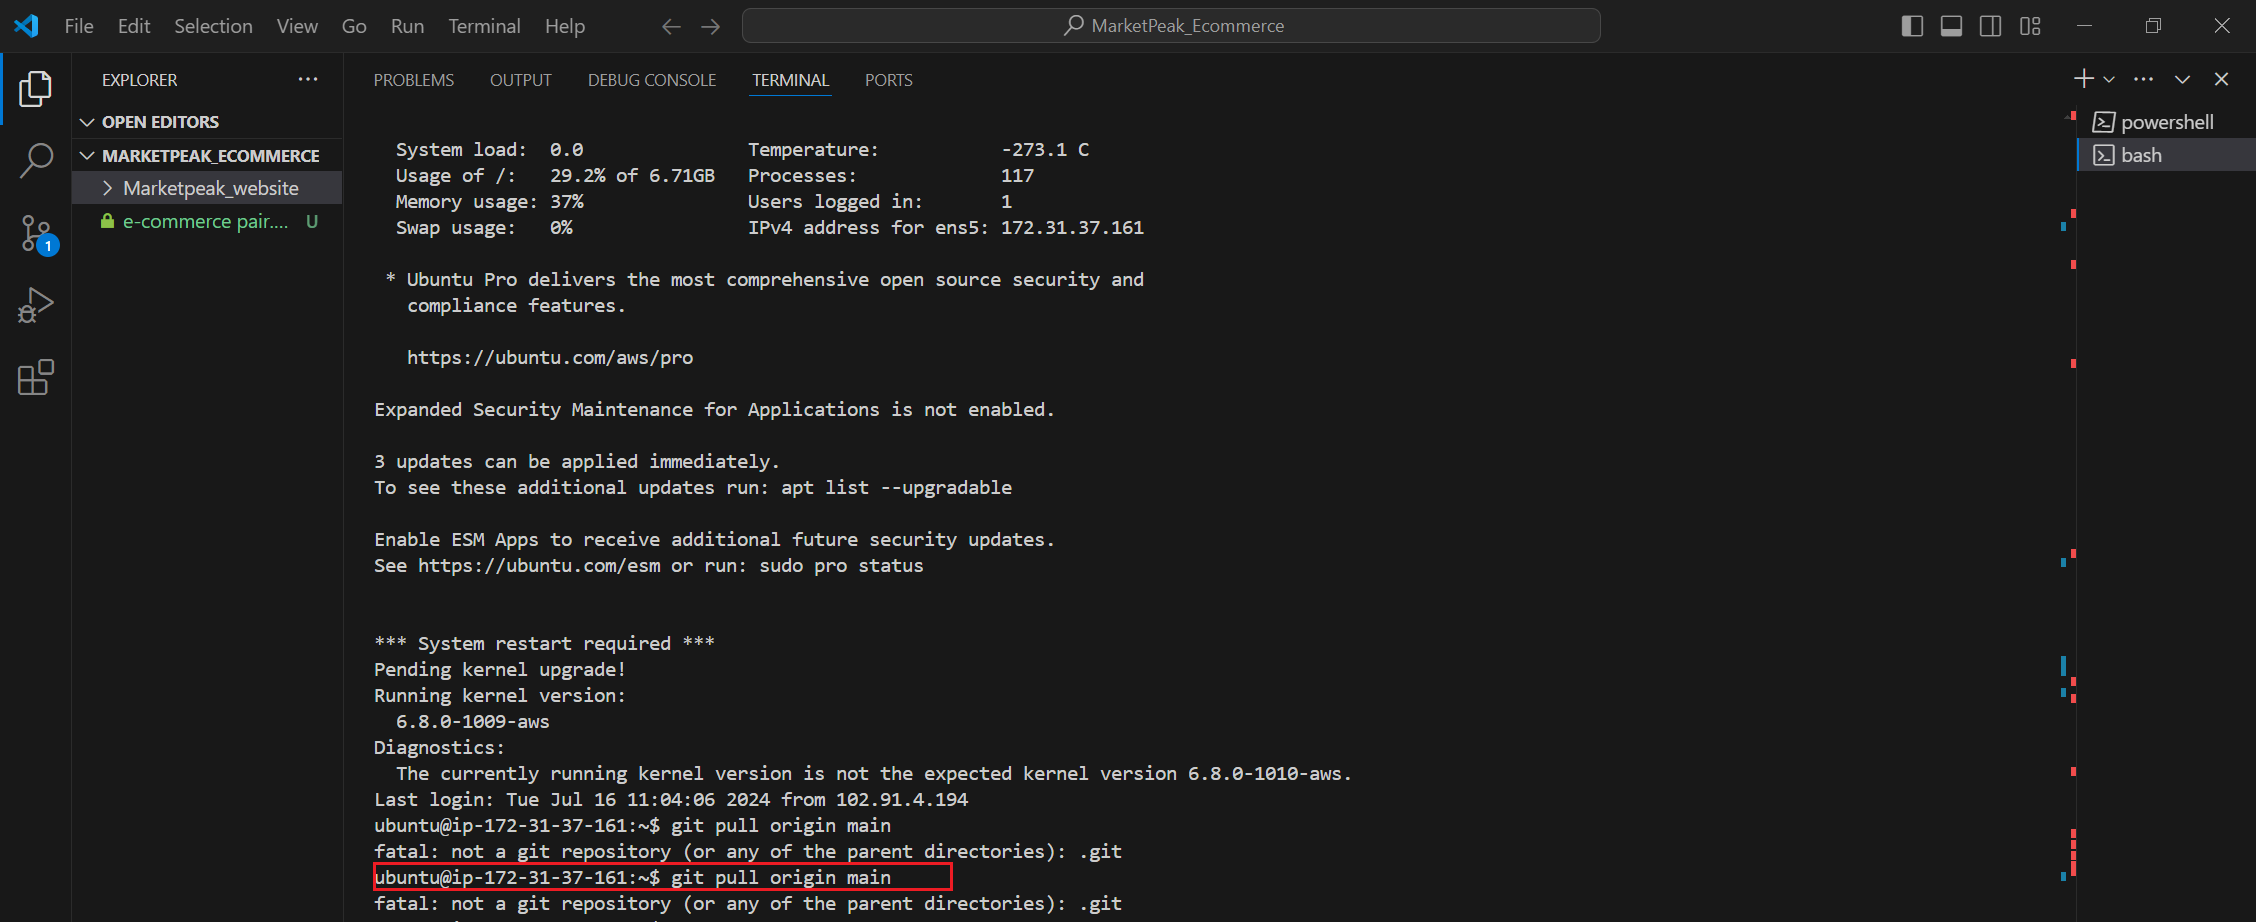 File Edit Selection View Go Run Terminal Help
MarketPeak_Ecommerce
EXPLORER
OPEN EDITORS
MARKETPEAK_ECOMMERCE
Marketpeak_website
e-commerce pair.... U
1
PROBLEMS OUTPUT DEBUG CONSOLE TERMINAL PORTS
powershell
bash
System load: 0.0 Temperature: -273.1 C
Usage of /: 29.2% of 6.71GB Processes: 117
Memory usage: 37% Users logged in: 1
Swap usage: 0% IPv4 address for ens5: 172.31.37.161
* Ubuntu Pro delivers the most comprehensive open source security and
compliance features.
https://ubuntu.com/aws/pro
Expanded Security Maintenance for Applications is not enabled.
3 updates can be applied immediately.
To see these additional updates run: apt list --upgradable
Enable ESM Apps to receive additional future security updates.
See https://ubuntu.com/esm or run: sudo pro status
*** System restart required ***
Pending kernel upgrade!
Running kernel version:
6.8.0-1009-aws
Diagnostics:
The currently running kernel version is not the expected kernel version 6.8.0-1010-aws.
Last login: Tue Jul 16 11:04:06 2024 from 102.91.4.194
ubuntu@ip-172-31-37-161:~$ git pull origin main
fatal: not a git repository (or any of the parent directories): .git
ubuntu@ip-172-31-37-161:~$ git pull origin main
fatal: not a git repository (or any of the parent directories): .git